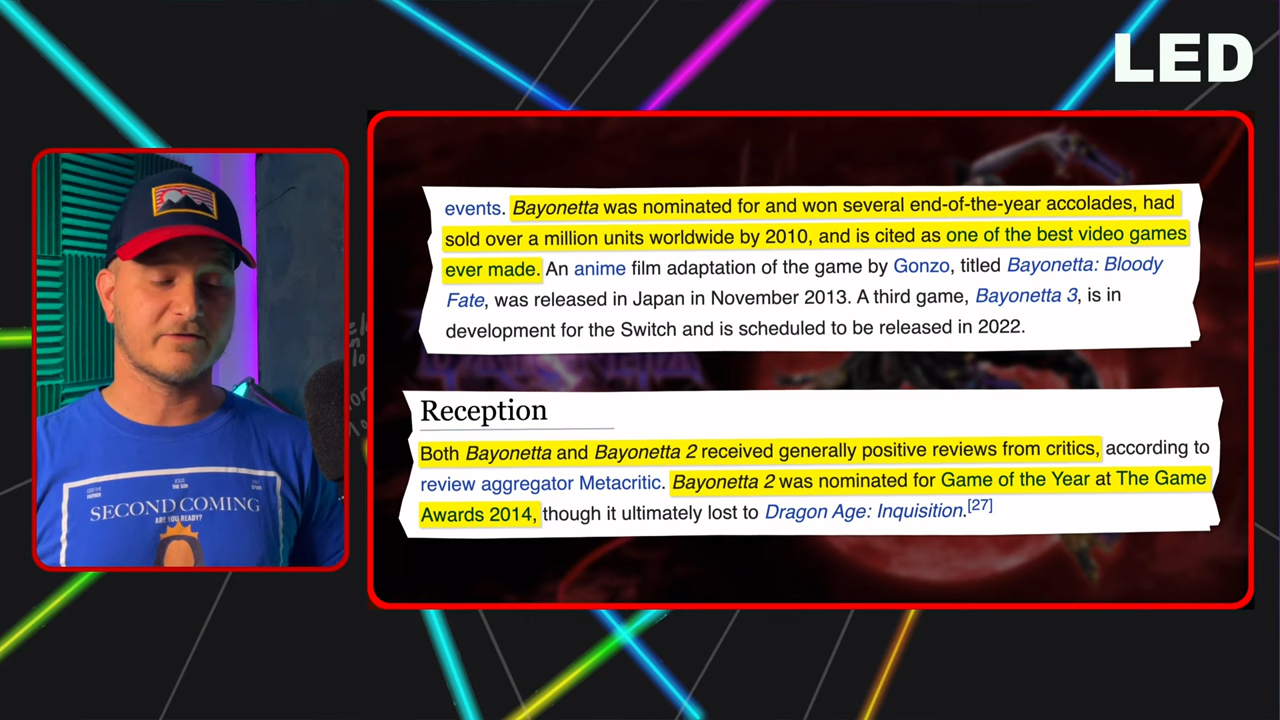 LED
events. Bayonetta was nominated for and won several end-of-the-year accolades, had
sold over a million units worldwide by 2010, and is cited as one of the best video games
ever made. An anime film adaptation of the game by Gonzo, titled Bayonetta: Bloody
Fate, was released in Japan in November 2013. A third game, Bayonetta 3, is in
development for the Switch and is scheduled to be released in 2022.
Reception
Both Bayonetta and Bayonetta 2 received generally positive reviews from critics, according to
review aggregator Metacritic. Bayonetta 2 was nominated for Game of the Year at The Game
Awards 2014, though it ultimately lost to Dragon Age: Inquisition.[27]
SECOND COMING
ARE YOU READY?